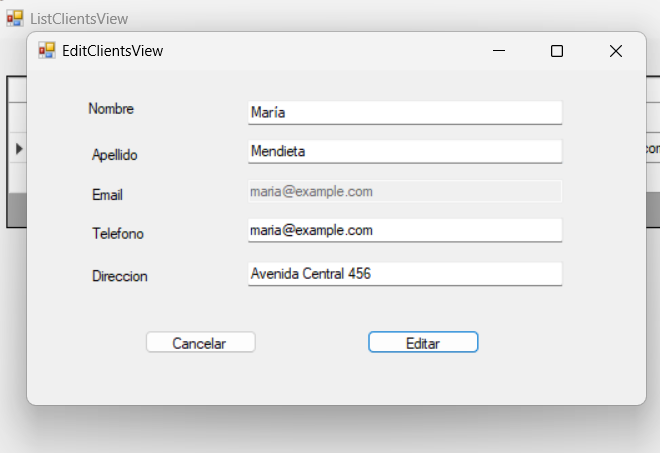 ListClientsView
EditClientsView
Nombre María
Apellido Mendieta
Email maria@example.com
Telefono maria@example.com
Direccion Avenida Central 456
Cancelar Editar